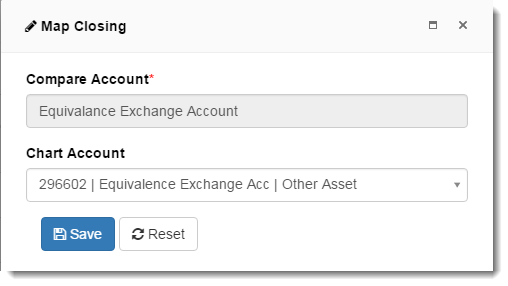 Map Closing
Compare Account*
Equivalance Exchange Account
Chart Account
296602 | Equivalence Exchange Acc | Other Asset
Save Reset